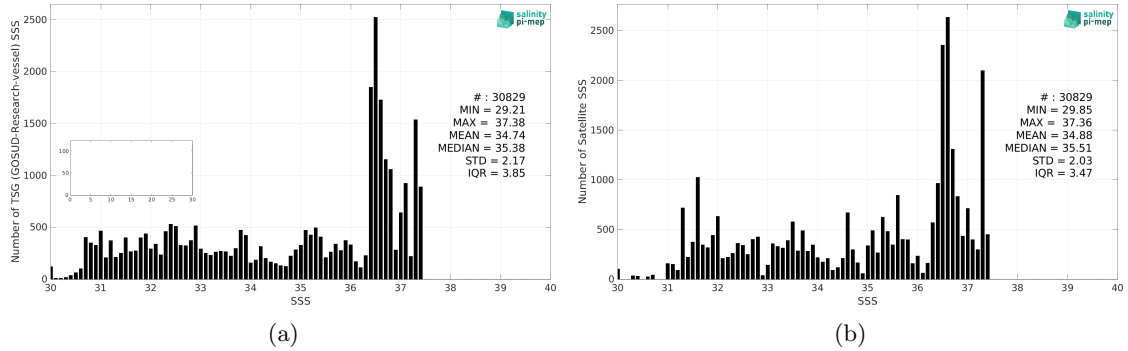 2500
2000
1500
1000
500
0
Number of TSG (GOSUD-Research-vessel) SSS
salinity
pi-mep
# : 30829
MIN = 29.21
MAX = 37.38
MEAN = 34.74
MEDIAN = 35.38
STD = 2.17
IQR = 3.85
100
50
0
0 5 10 15 20 25 30
30 31 32 33 34 35 36 37 38 39 40
SSS
(a)
2500
2000
1500
1000
500
0
Number of Satellite SSS
salinity
pi-mep
# : 30829
MIN = 29.85
MAX = 37.36
MEAN = 34.88
MEDIAN = 35.51
STD = 2.03
IQR = 3.47
30 31 32 33 34 35 36 37 38 39 40
SSS
(b)